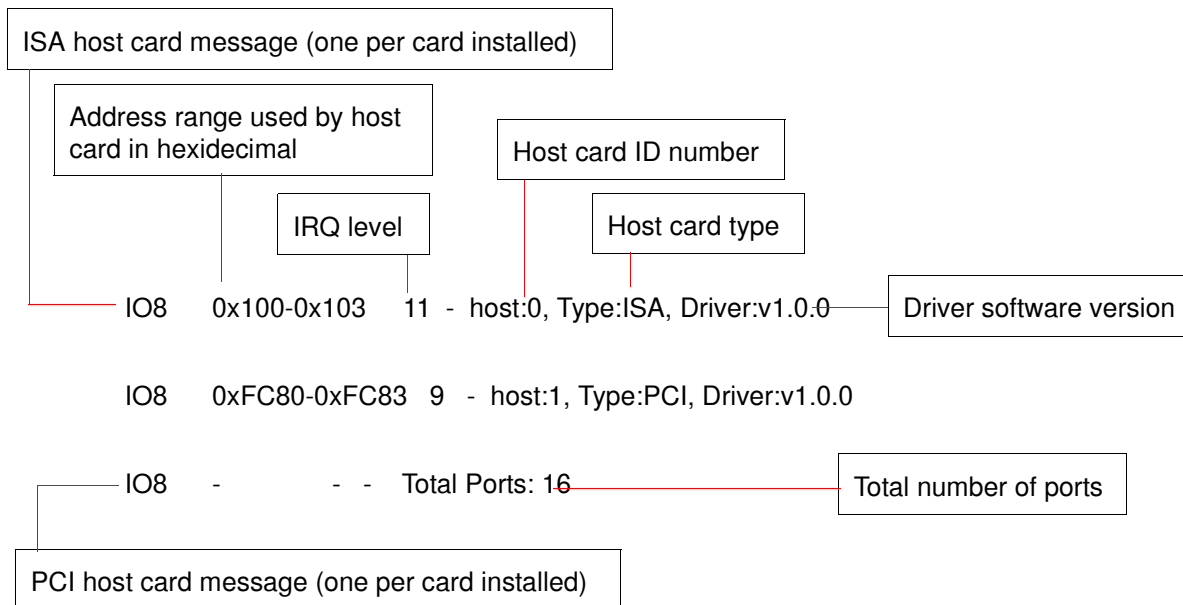 ISA host card message (one per card installed)
Address range used by host
card in hexidecimal
Host card ID number
IRQ level
Host card type
IO8 0x100-0x103 11 - host:0, Type:ISA, Driver:v1.0.0
Driver software version
IO8 0xFC80-0xFC83 9 - host:1, Type:PCI, Driver:v1.0.0
IO8 - - - Total Ports: 16
Total number of ports
PCI host card message (one per card installed)